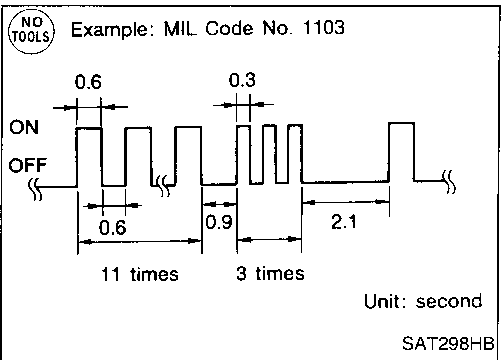 NO TOOLS
Example: MIL Code No. 1103
0.6
0.3
ON
OFF
0.6
0.9
2.1
11 times
3 times
Unit: second
SAT298HB